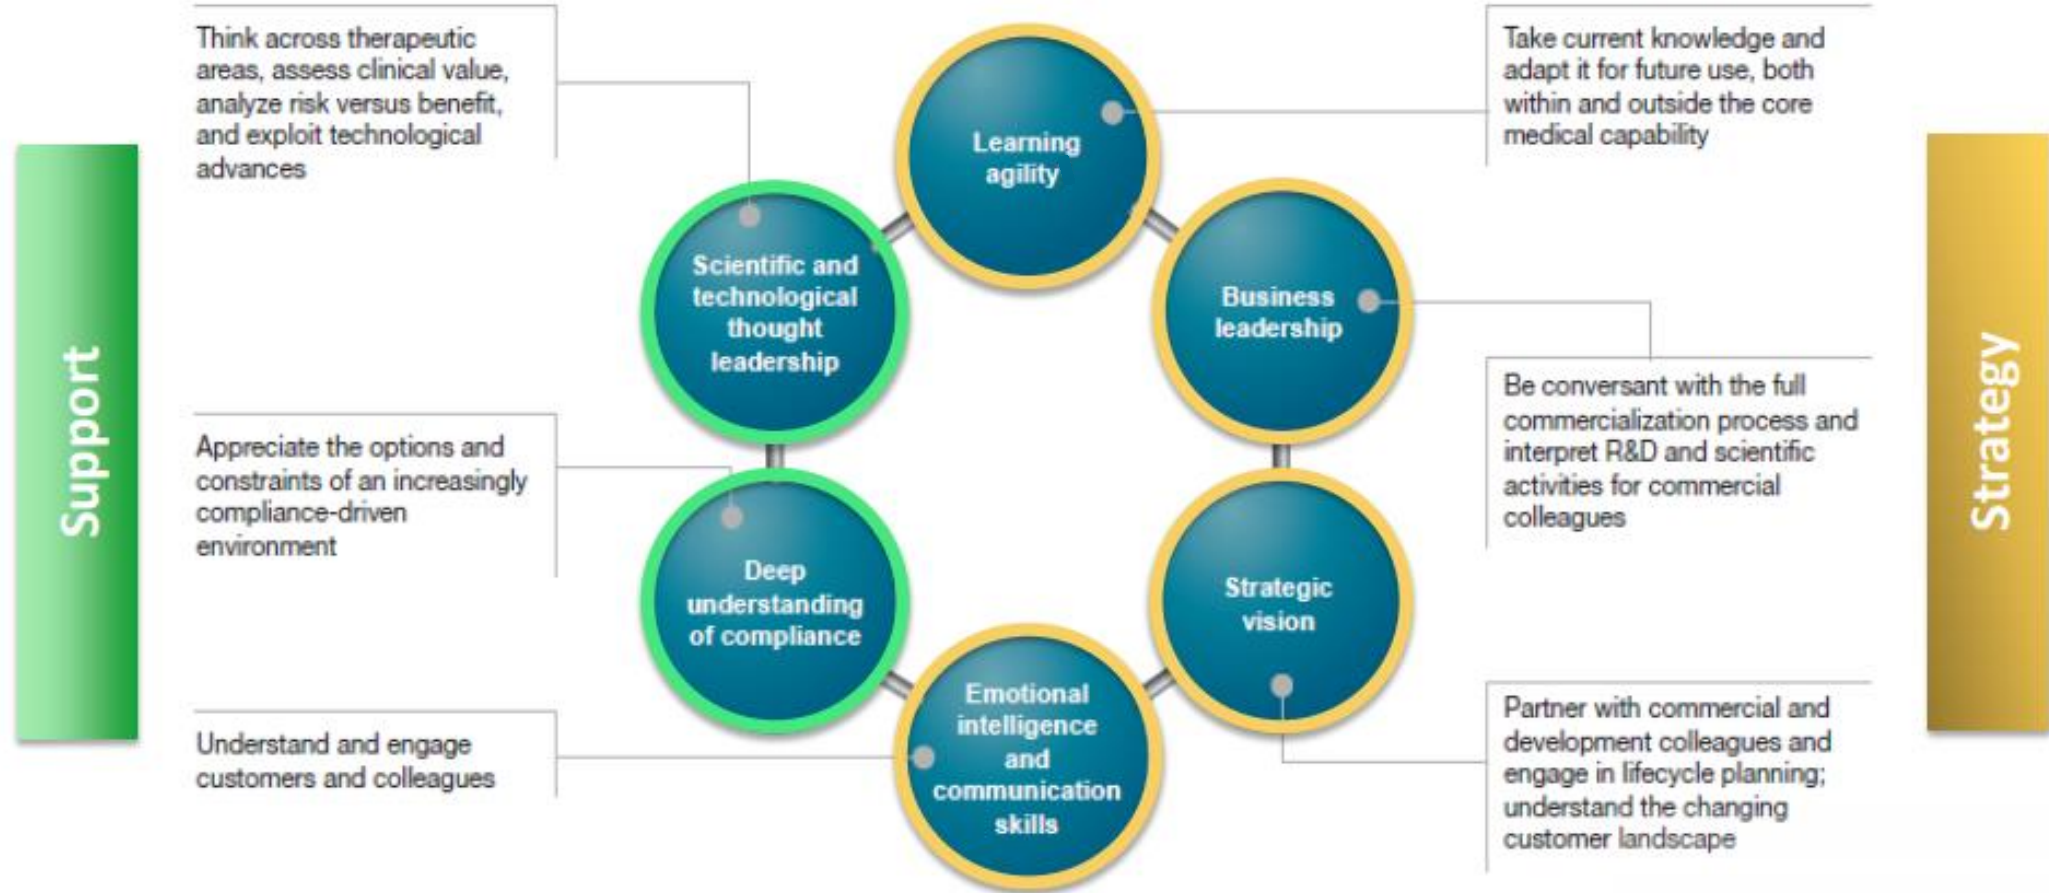 Support
Think across therapeutic
areas, assess clinical value,
analyze risk versus benefit,
and exploit technological
advances
Appreciate the options and
constraints of an increasingly
compliance-driven
environment
Understand and engage
customers and colleagues
Learning
agility
Scientific and
technological
thought
leadership
Business
leadership
Deep
understanding
of compliance
Strategic
vision
Emotional
intelligence
and
communication
skills
Take current knowledge and
adapt it for future use, both
within and outside the core
medical capability
Be conversant with the full
commercialization process and
interpret R&D and scientific
activities for commercial
colleagues
Partner with commercial and
development colleagues and
engage in lifecycle planning;
understand the changing
customer landscape
Strategy